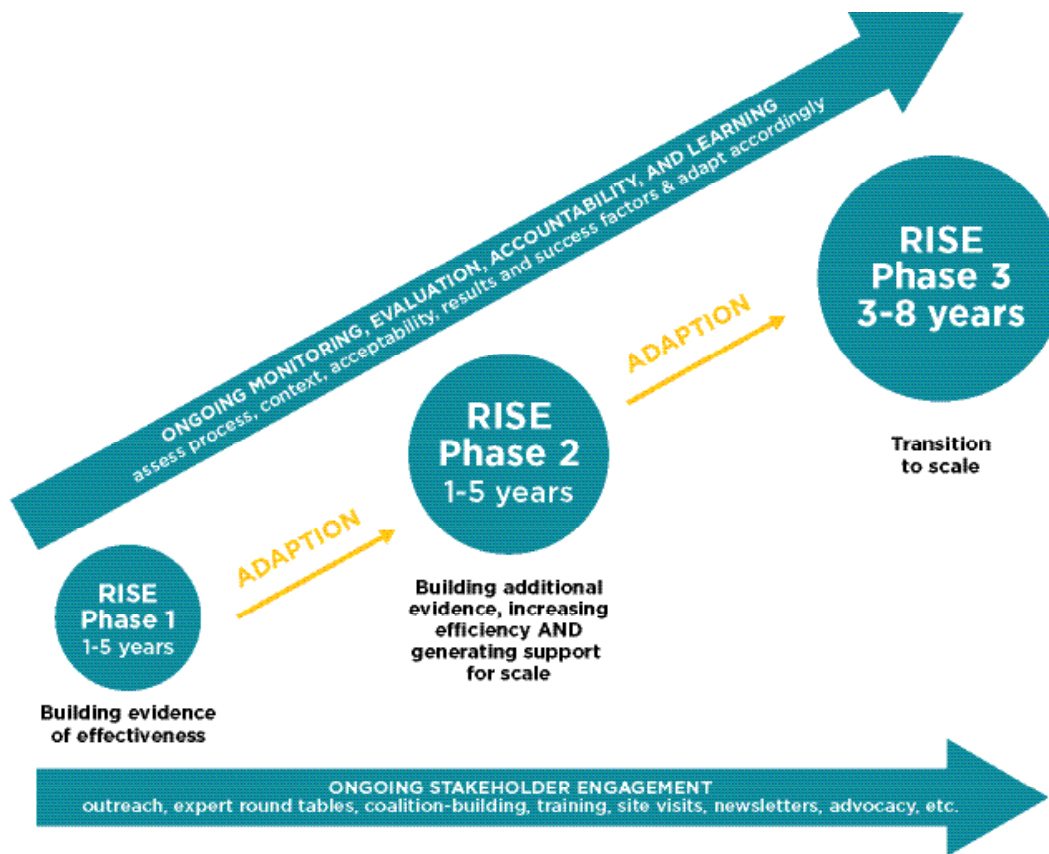 ONGOING MONITORING, EVALUATION, ACCOUNTABILITY, AND LEARNING
assess process, context, acceptability, results and success factors & adapt accordingly
RISE
Phase 1
1-5 years
Building evidence
of effectiveness
ADAPTION
RISE
Phase 2
1-5 years
Building additional
evidence, increasing
efficiency AND
generating support
for scale
ADAPTION
RISE
Phase 3
3-8 years
Transition
to scale
ONGOING STAKEHOLDER ENGAGEMENT
outreach, expert round tables, coalition-building, training, site visits, newsletters, advocacy, etc.